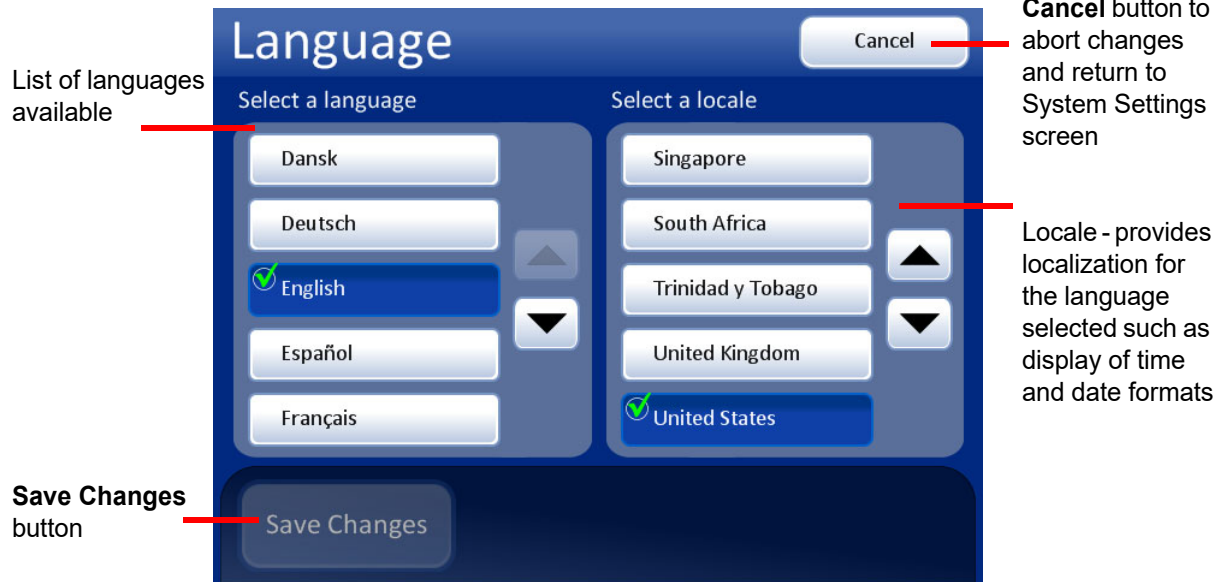 Cancel button to
abort changes
and return to
System Settings
screen
Language
Cancel
List of languages
available
Select a language
Select a locale
Dansk
Deutsch
English
Español
Français
Singapore
South Africa
Trinidad y Tobago
United Kingdom
United States
Locale - provides
localization for
the language
selected such as
display of time
and date formats
Save Changes
button
Save Changes